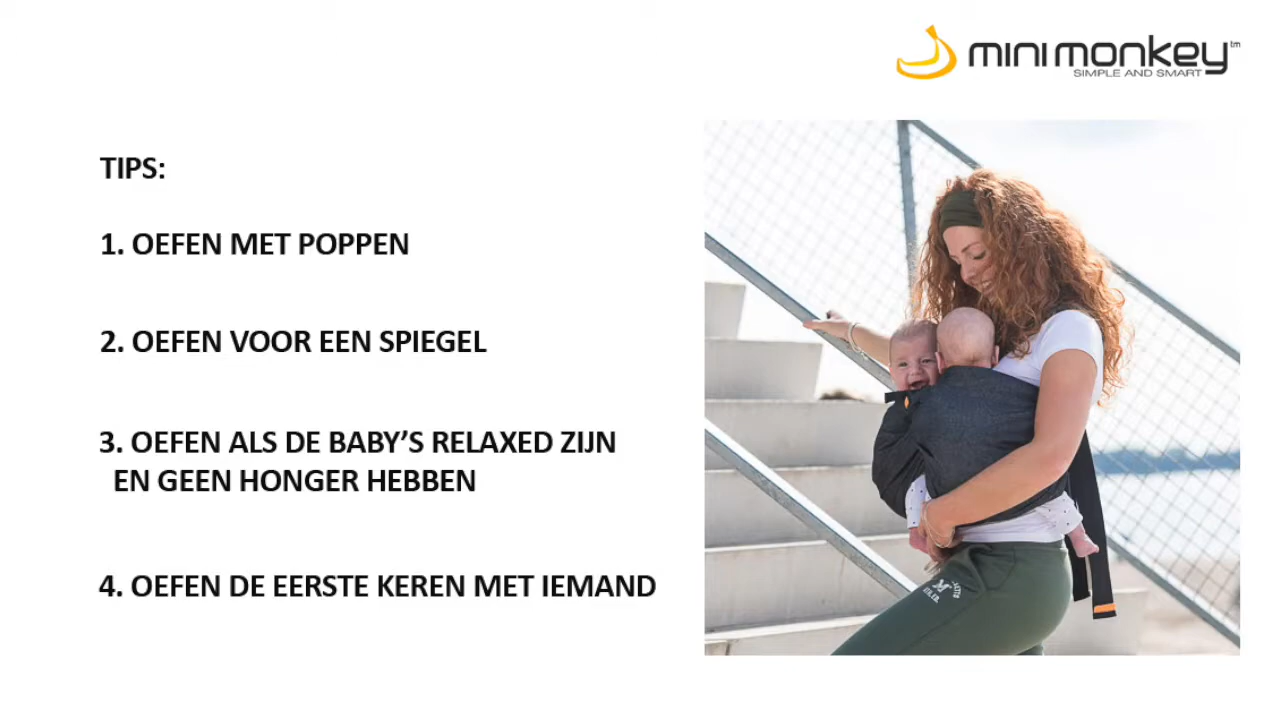 minimonkey™
SIMPLE AND SMART
TIPS:
1. OEFEN MET POPPEN
2. OEFEN VOOR EEN SPIEGEL
3. OEFEN ALS DE BABY’S RELAXED ZIJN
EN GEEN HONGER HEBBEN
4. OEFEN DE EERSTE KEREN MET IEMAND